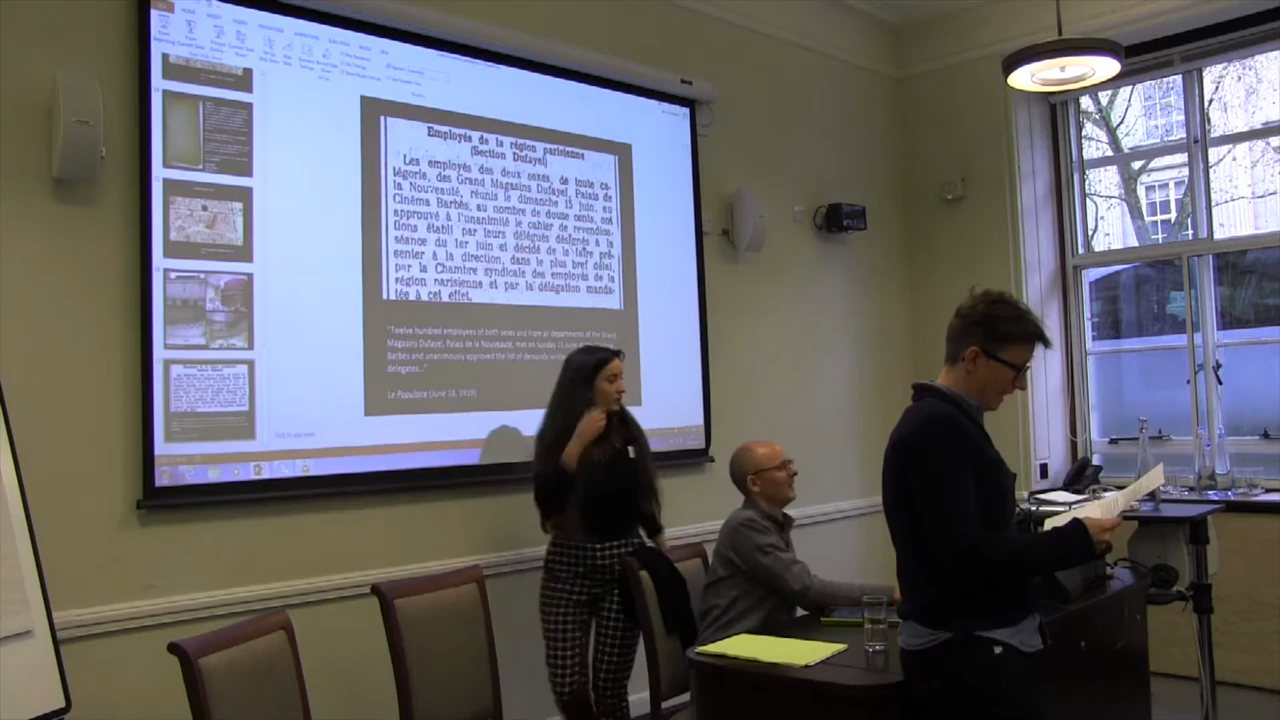 Employés de la région parisienne
(Section Dufayel)
Les employés des deux sexes, de toute ca-
tégorie, des Grand Magasins Dufayel, Palais de
la Nouveauté, réunis le dimanche 15 juin, au
Cinéma Barbès, au nombre de douze cents, ont
approuvé à l'unanimité le cahier de revendica-
tions établi par leurs délégués désignés à la
séance du 1er juin et décidé de la faire pré-
senter à la direction, dans le plus bref délai,
par la Chambre syndicale des employés de la
région parisienne et par la délégation manda-
tée à cet effet.
"Twelve hundred employees of both sexes and from all departments of the Grand
Magasins Dufayel, Palais de la Nouveauté, met on Sunday 15 June
Barbès and unanimously approved the list of demands
delegates..."
Le Populaire (June 18, 1919)
Click to add notes